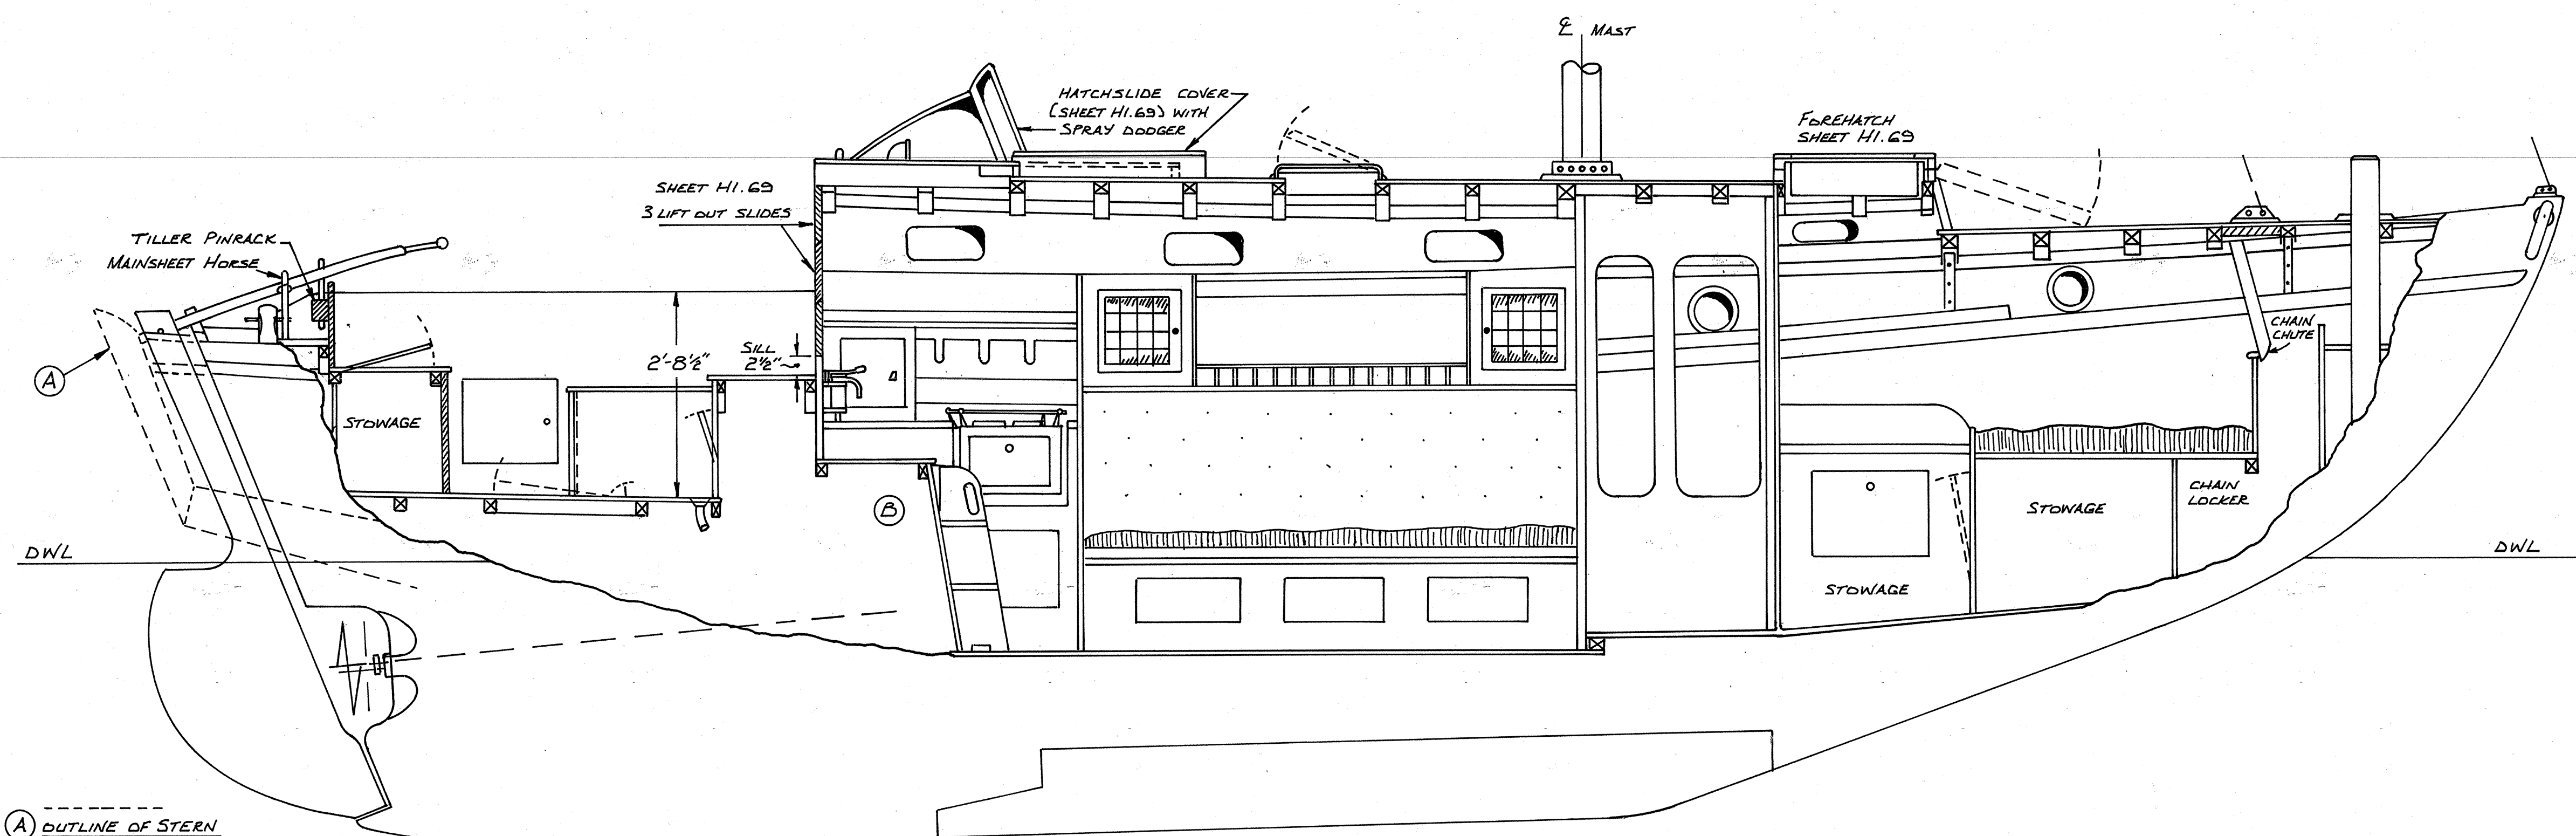 ℄ MAST
HATCHSLIDE COVER
(SHEET H1.69) WITH
SPRAY DODGER
FOREHATCH
SHEET H1.69
SHEET H1.69
3 LIFT OUT SLIDES
TILLER PINRACK
MAINSHEET HORSE
A
SILL
2½"
2'-8½"
CHAIN
CHUTE
STOWAGE
B
CHAIN
LOCKER
STOWAGE
STOWAGE
DWL
DWL
A OUTLINE OF STERN